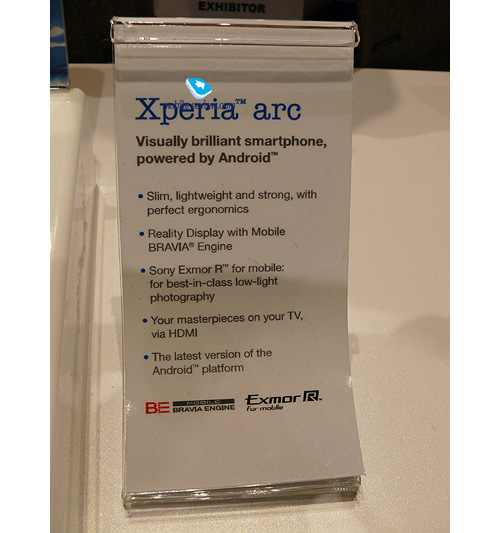 EXHIBITOR
Xperia™ arc
Visually brilliant smartphone,
powered by Android™
• Slim, lightweight and strong, with
perfect ergonomics
• Reality Display with Mobile
BRAVIA® Engine
• Sony Exmor R™ for mobile:
for best-in-class low-light
photography
• Your masterpieces on your TV,
via HDMI
• The latest version of the
Android™ platform
BE MOBILE
BRAVIA ENGINE
Exmor R™
for mobile